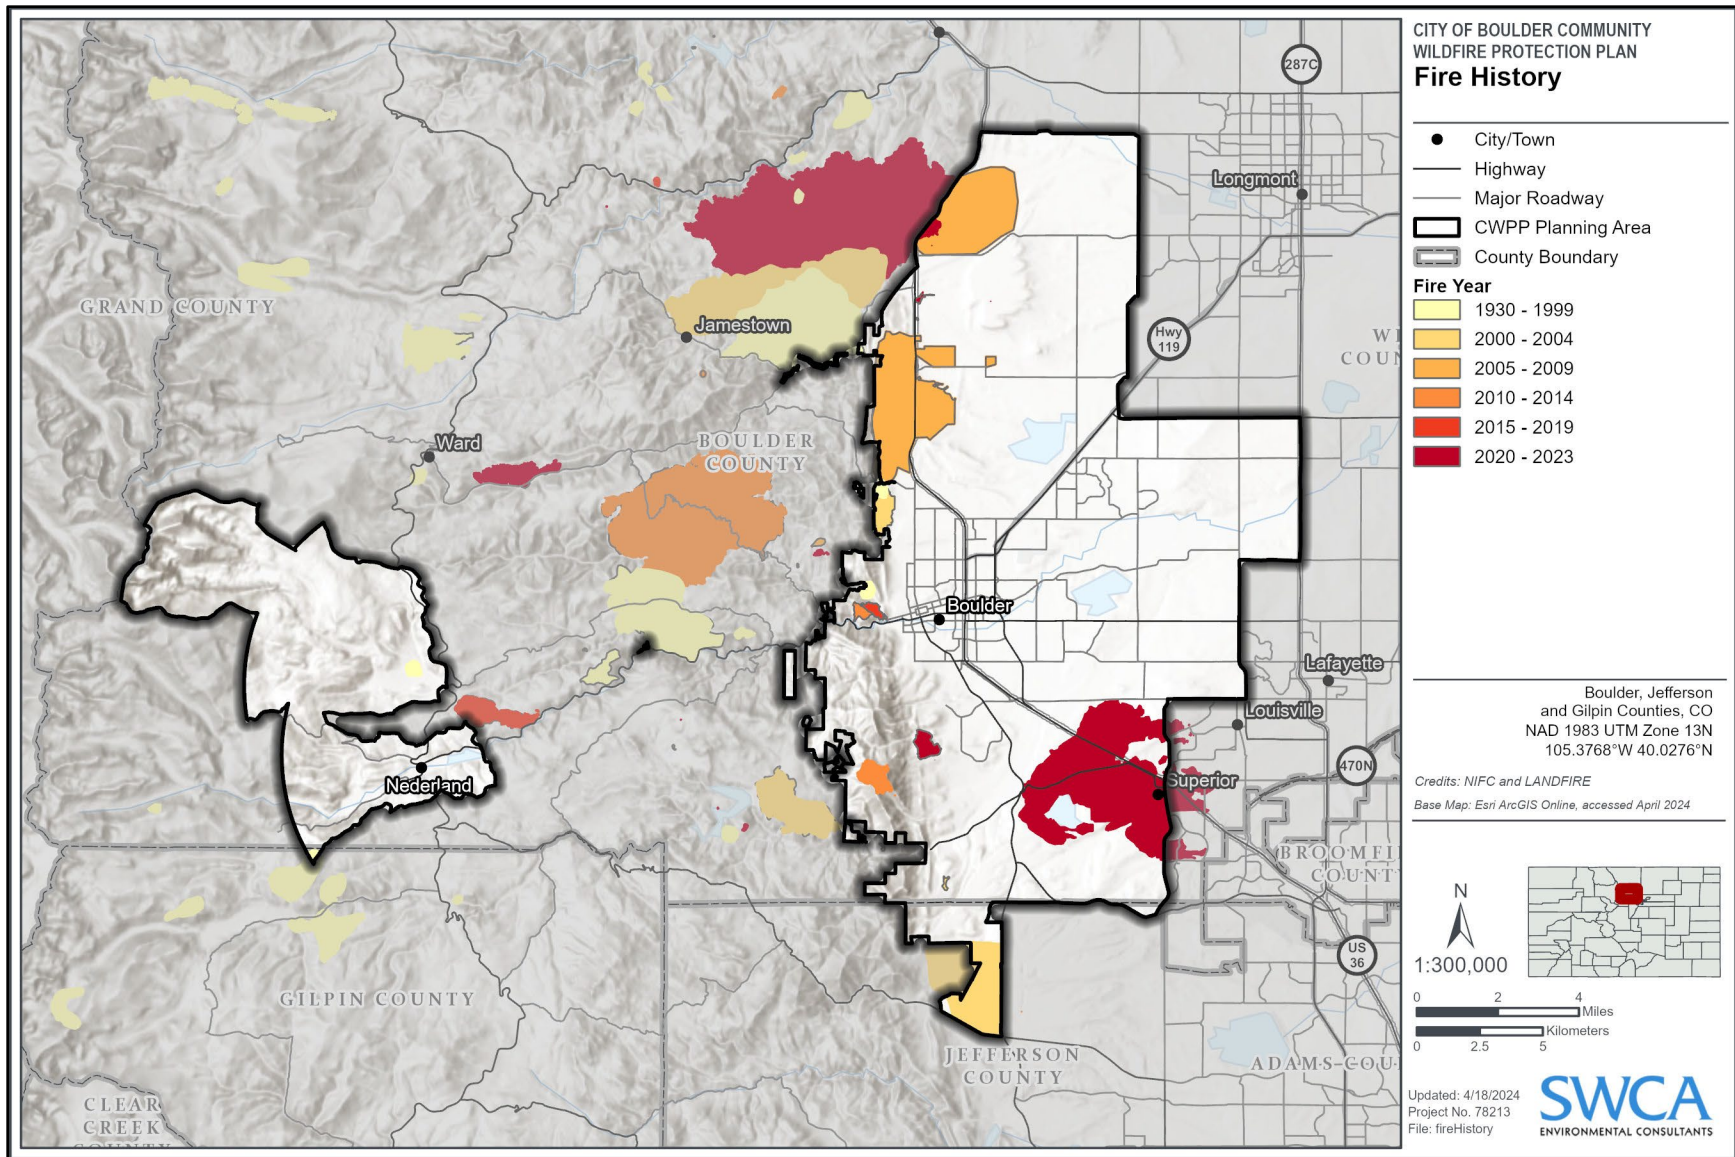 CITY OF BOULDER COMMUNITY
WILDFIRE PROTECTION PLAN
Fire History
City/Town
Highway
Major Roadway
CWPP Planning Area
County Boundary
Fire Year
1930 - 1999
2000 - 2004
2005 - 2009
2010 - 2014
2015 - 2019
2020 - 2023
Boulder, Jefferson
and Gilpin Counties, CO
NAD 1983 UTM Zone 13N
105.3768°W 40.0276°N
Credits: NIFC and LANDFIRE
Base Map: Esri ArcGIS Online, accessed April 2024
N
1:300,000
0 2 4
Miles
Kilometers
0 2.5 5
Updated: 4/18/2024
Project No. 78213
File: fireHistory
SWCA
ENVIRONMENTAL CONSULTANTS
287C
Longmont
GRAND COUNTY
Jamestown
Hwy
119
WE
COUN
Ward
BOULDER
COUNTY
Boulder
Lafayette
Louisville
470N
Nederland
Superior
BROOMFI
COUNTY
US
36
GILPIN COUNTY
JEFFERSON
COUNTY
ADAMS COU
CLEAR
CREEK
COUNTY